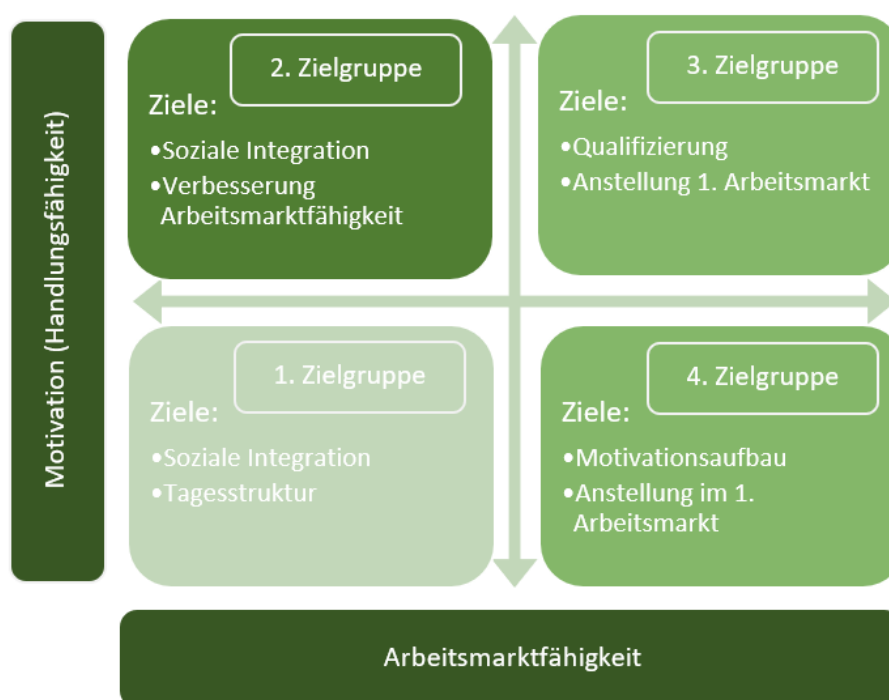 Motivation (Handlungsfähigkeit)
2. Zielgruppe
Ziele:
•Soziale Integration
•Verbesserung
Arbeitsmarktfähigkeit
3. Zielgruppe
Ziele:
•Qualifizierung
•Anstellung 1. Arbeitsmarkt
1. Zielgruppe
Ziele:
•Soziale Integration
•Tagesstruktur
4. Zielgruppe
Ziele:
•Motivationsaufbau
•Anstellung im 1.
Arbeitsmarkt
Arbeitsmarktfähigkeit